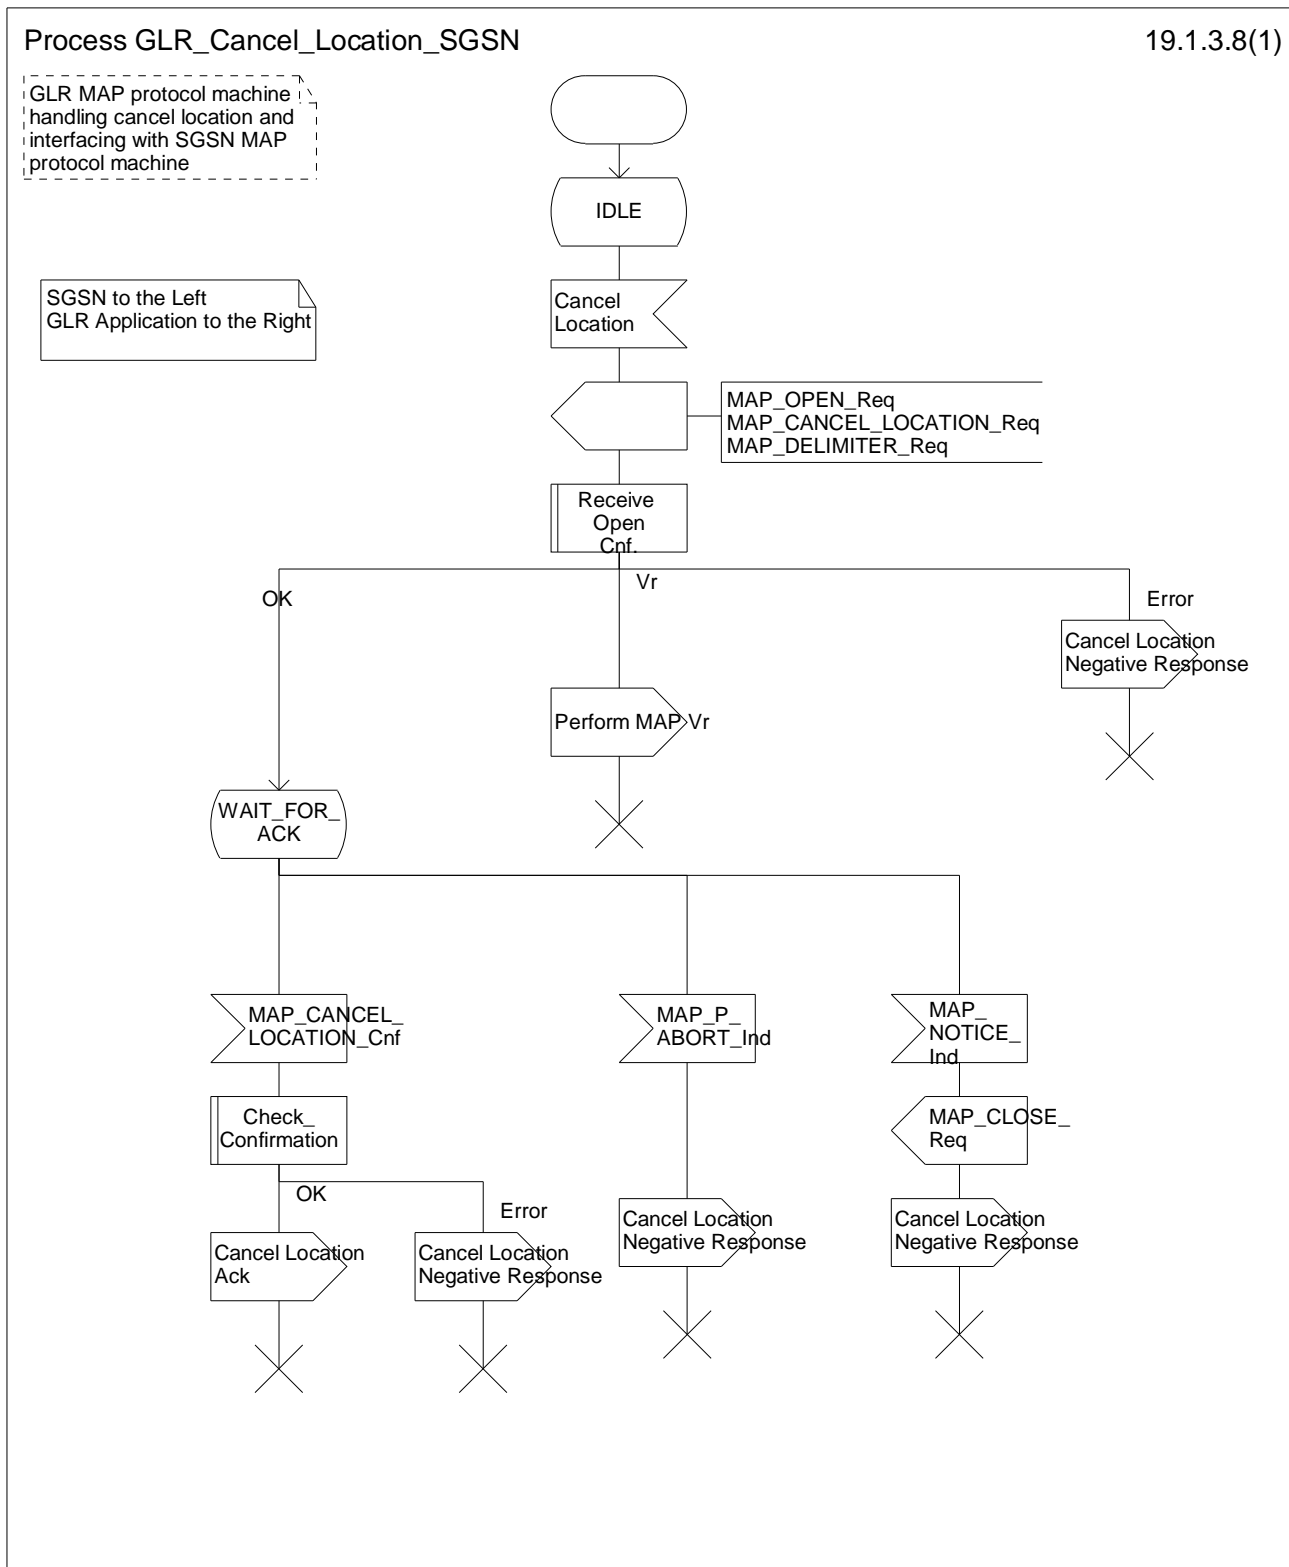 Process GLR_Cancel_Location_SGSN
19.1.3.8(1)
GLR MAP protocol machine
handling cancel location and
interfacing with SGSN MAP
protocol machine
IDLE
SGSN to the Left
GLR Application to the Right
Cancel
Location
MAP_OPEN_Req
MAP_CANCEL_LOCATION_Req
MAP_DELIMITER_Req
Receive
Open
Cnf.
OK
Vr
Error
Cancel Location
Negative Response
Perform MAP Vr
WAIT_FOR_
ACK
MAP_CANCEL_
LOCATION_Cnf
MAP_P_
ABORT_Ind
MAP_
NOTICE_
Ind
Check_
Confirmation
MAP_CLOSE_
Req
OK
Error
Cancel Location
Ack
Cancel Location
Negative Response
Cancel Location
Negative Response
Cancel Location
Negative Response